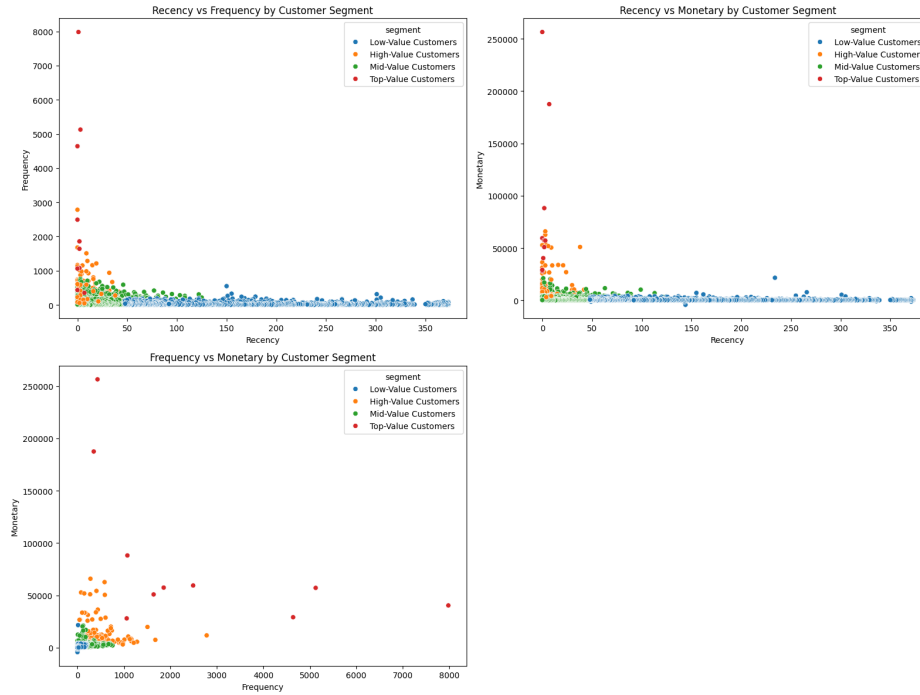 Recency vs Frequency by Customer Segment
segment
Low-Value Customers
High-Value Customers
Mid-Value Customers
Top-Value Customers
8000
7000
6000
5000
4000
3000
2000
1000
0
Frequency
0 50 100 150 200 250 300 350
Recency
Recency vs Monetary by Customer Segment
segment
Low-Value Customers
High-Value Customers
Mid-Value Customers
Top-Value Customers
250000
200000
150000
100000
50000
0
Monetary
0 50 100 150 200 250 300 350
Recency
Frequency vs Monetary by Customer Segment
segment
Low-Value Customers
High-Value Customers
Mid-Value Customers
Top-Value Customers
250000
200000
150000
100000
50000
0
Monetary
0 1000 2000 3000 4000 5000 6000 7000 8000
Frequency